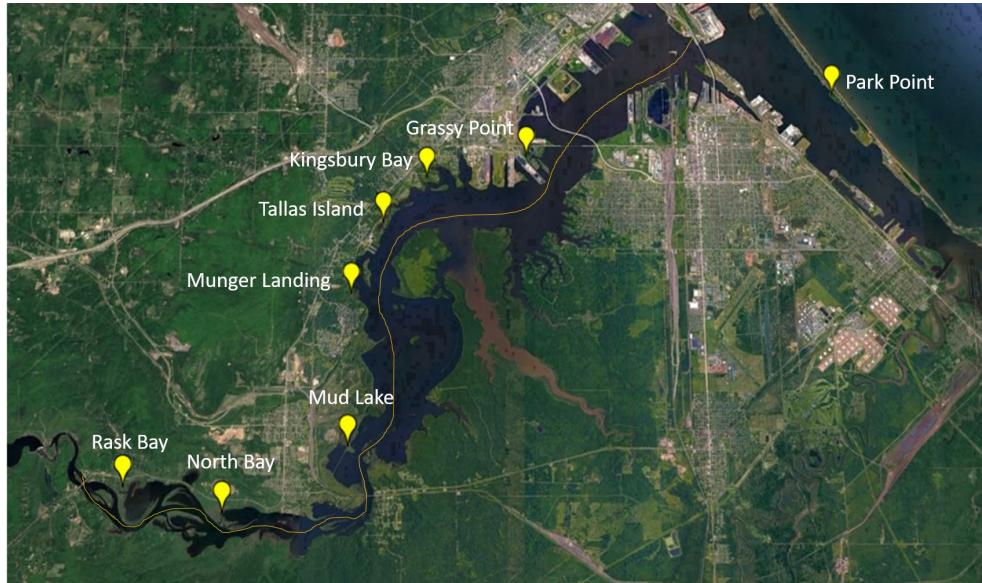 Park Point
Grassy Point
Kingsbury Bay
Tallas Island
Munger Landing
Mud Lake
Rask Bay
North Bay